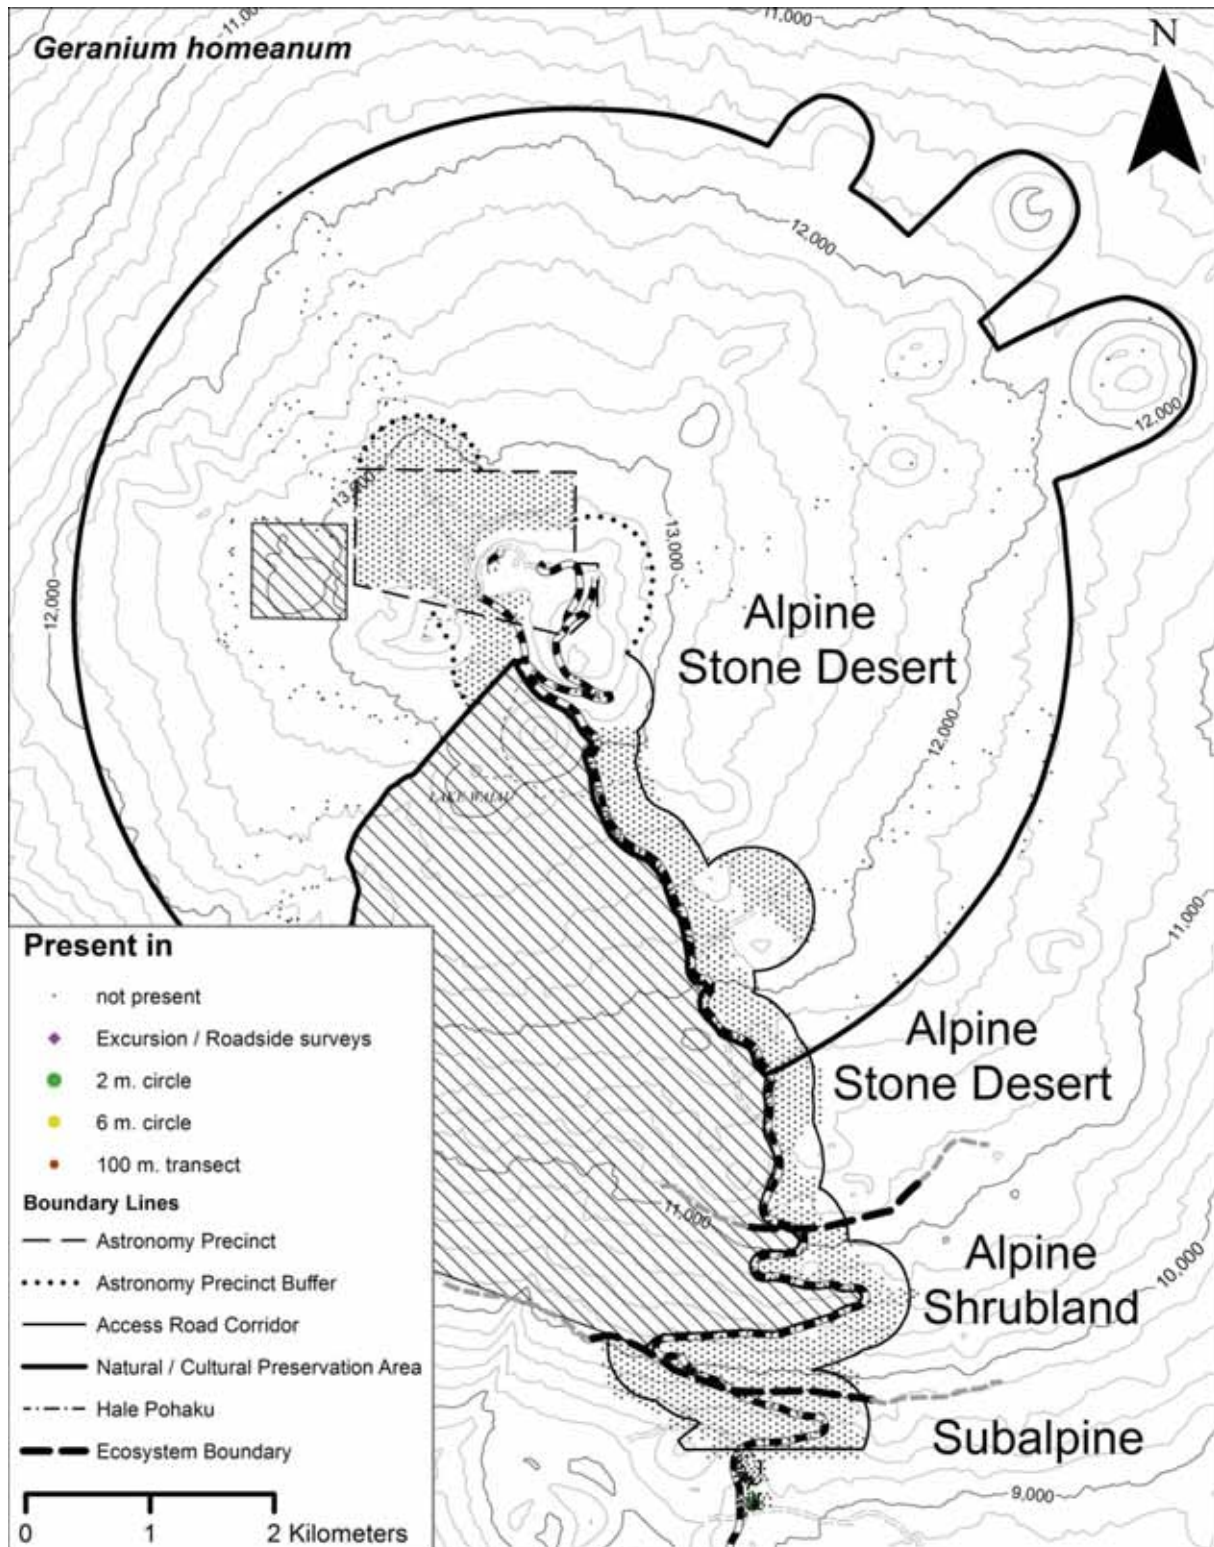 11,000
11,000
Geranium homeanum
N
12,000
12,000
13,000
13,000
12,000
Alpine
Stone Desert
12,000
LAKE WAIAU
11,000
Present in
not present
Excursion / Roadside surveys
2 m. circle
6 m. circle
100 m. transect
Boundary Lines
Astronomy Precinct
Astronomy Precinct Buffer
Access Road Corridor
Natural / Cultural Preservation Area
Hale Pohaku
Ecosystem Boundary
0 1 2 Kilometers
Alpine
Stone Desert
11,000
10,000
Alpine
Shrubland
Subalpine
9,000